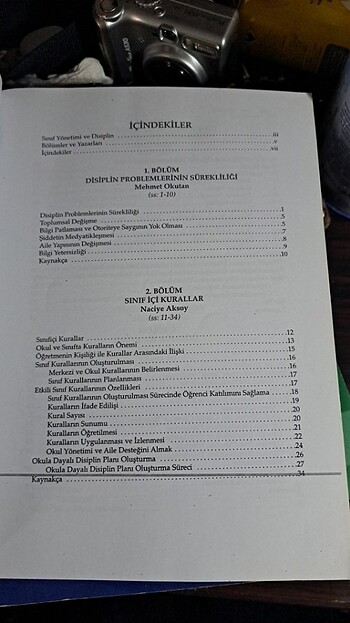 İÇİNDEKİLER
Sınıf Yönetimi ve Disiplin iii
Bölümler ve Yazarları v
İçindekiler vii
1. BÖLÜM
DİSİPLİN PROBLEMLERİNİN SÜREKLİLİĞİ
Mehmet Okutan
(ss: 1-10)
Disiplin Problemlerinin Sürekliliği 1
Toplumsal Değişme 3
Bilgi Patlaması ve Otoriteye Saygının Yok Olması 5
Şiddetin Medyatikleşmesi 7
Aile Yapısının Değişmesi 8
Bilgi Yetersizliği 9
Kaynakça 10
2. BÖLÜM
SINIF İÇİ KURALLAR
Naciye Aksoy
(ss: 11-34)
Sınıfiçi Kurallar 12
Okul ve Sınıfta Kuralların Önemi 13
Öğretmenin Kişiliği ile Kurallar Arasındaki İlişki 15
Sınıf Kurallarının Oluşturulması 16
Merkezi ve Okul Kurallarının Belirlenmesi 16
Sınıf Kurallarının Planlanması 17
Etkili Sınıf Kurallarının Özellikleri 17
Sınıf Kurallarının Oluşturulması Sürecinde Öğrenci Katılımını Sağlama 18
Kuralların İfade Edilişi 19
Kural Sayısı 20
Kuralların Sunumu 20
Kuralların Öğretilmesi 21
Kuralların Uygulanması ve İzlenmesi 22
Okul Yönetimi ve Aile Desteğini Almak 24
Okula Dayalı Disiplin Planı Oluşturma 26
Okula Dayalı Disiplin Planı Oluşturma Süreci 27
Kaynakça 34